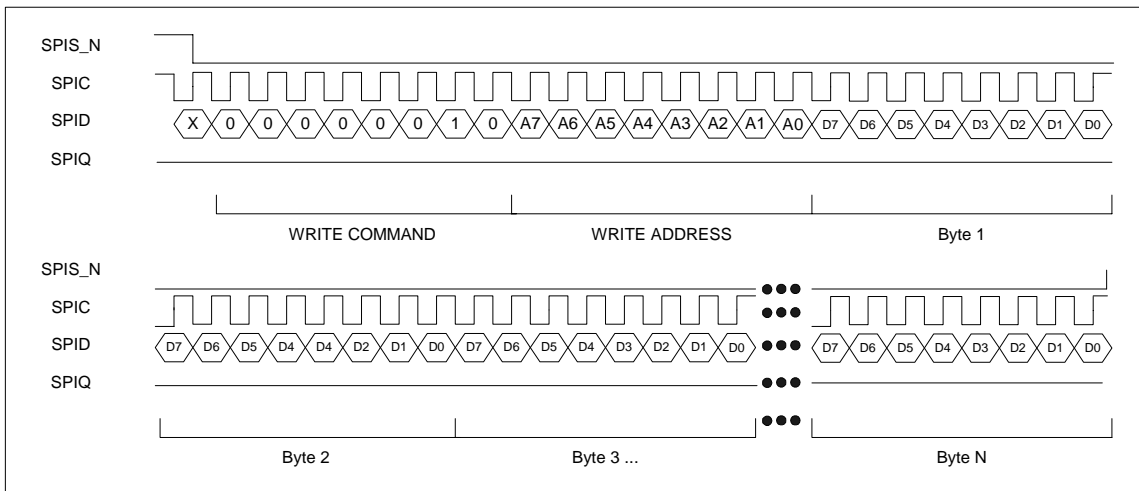 SPIS_N
SPIC
SPID X 0 0 0 0 0 0 1 0 A7 A6 A5 A4 A3 A2 A1 A0 D7 D6 D5 D4 D3 D2 D1 D0
SPIQ
WRITE COMMAND WRITE ADDRESS Byte 1
SPIS_N
SPIC
SPID D7 D6 D5 D4 D4 D2 D1 D0 D7 D6 D5 D4 D3 D2 D1 D0 D7 D6 D5 D4 D3 D2 D1 D0
SPIQ
Byte 2 Byte 3 ... Byte N